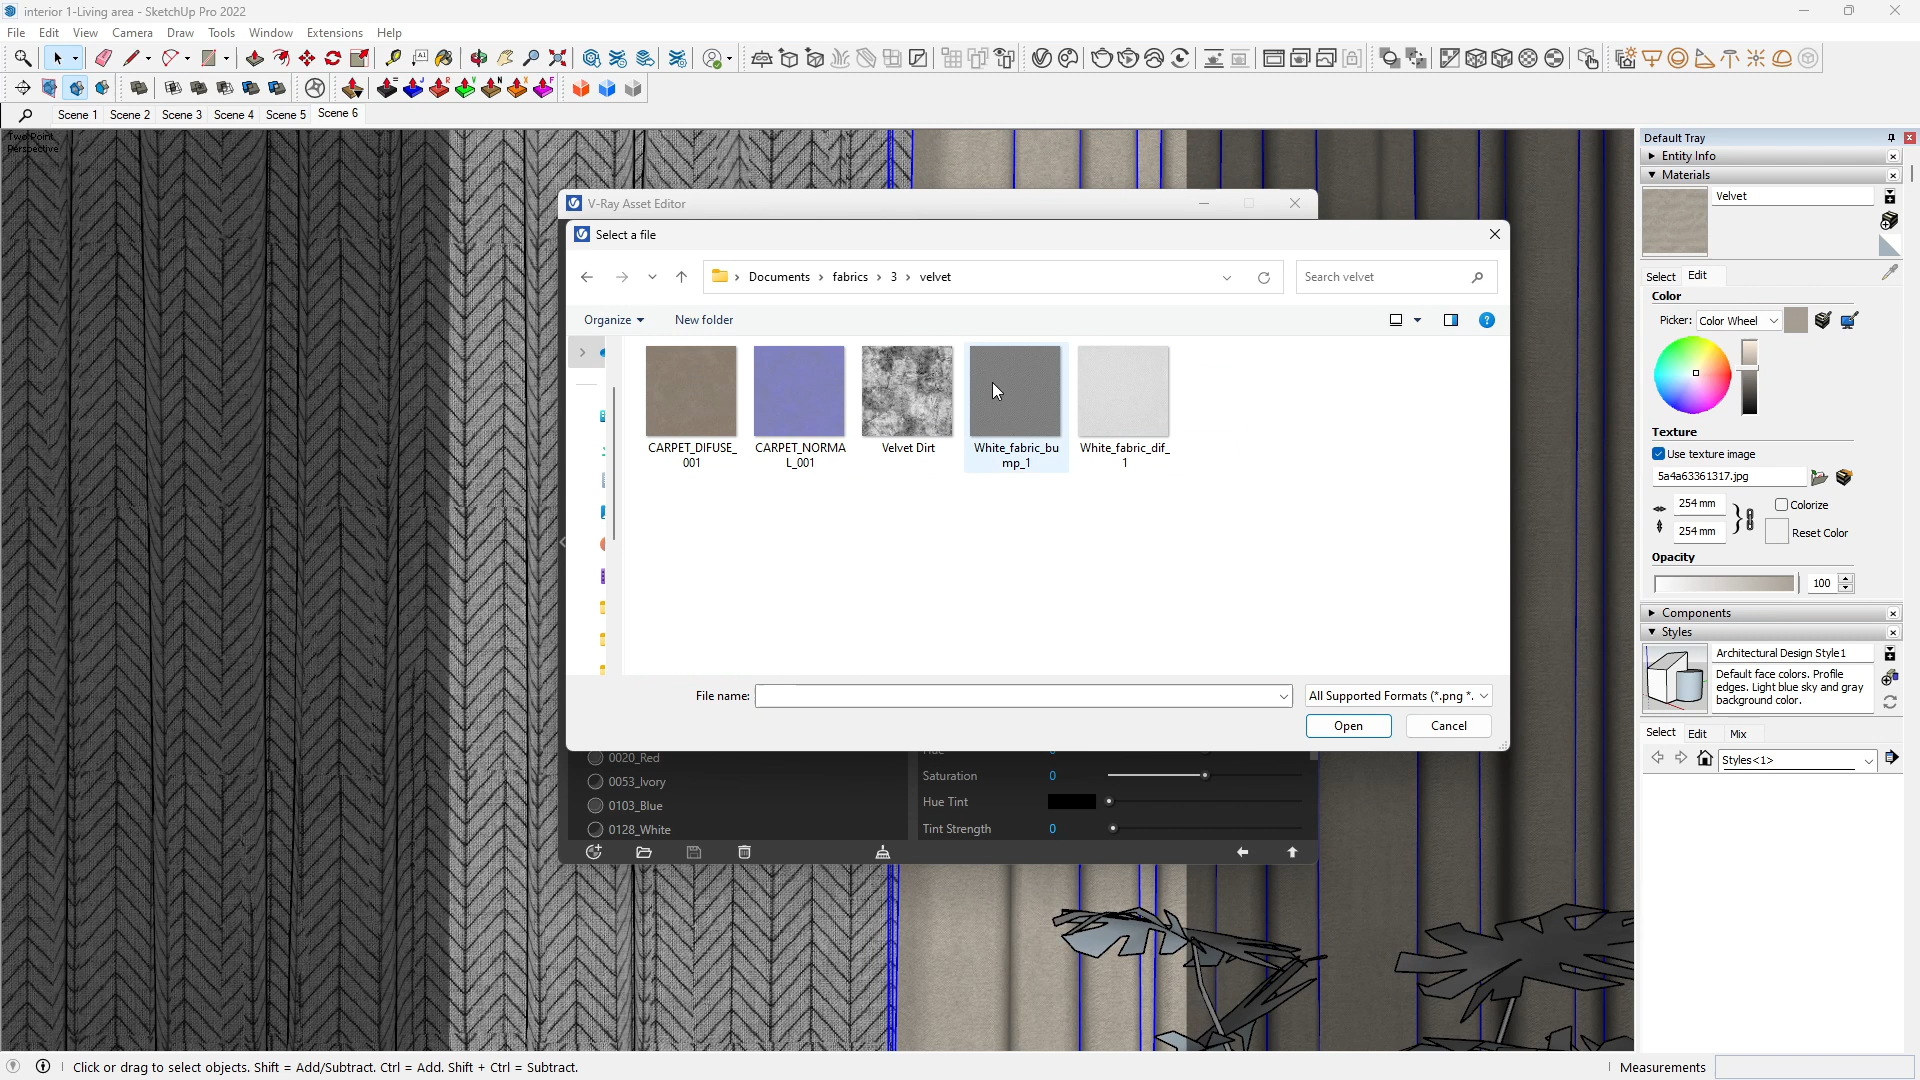 interior 1-Living area - SketchUp Pro 2022
File Edit View Camera Draw Tools Window Extensions Help
Scene 1 Scene 2 Scene 3 Scene 4 Scene 5 Scene 6
Two Point
Perspective
V-Ray Asset Editor
Select a file
Documents > fabrics > 3 > velvet
Search velvet
Organize New folder
CARPET_DIFUSE_
001
CARPET_NORMA
L_001
Velvet Dirt
White_fabric_bu
mp_1
White_fabric_dif_
1
File name:
All Supported Formats (*.png *.
Open Cancel
0020_Red
0053_Ivory
0103_Blue
0128_White
Hue 0
Saturation 0
Hue Tint
Tint Strength 0
Default Tray
Entity Info
Materials
Velvet
Select Edit
Color
Picker: Color Wheel
Texture
Use texture image
5a4a63361317.jpg
254 mm
Colorize
254 mm
Reset Color
Opacity
100
Components
Styles
Architectural Design Style1
Default face colors. Profile
edges. Light blue sky and gray
background color.
Select Edit Mix
Styles<1>
Click or drag to select objects. Shift = Add/Subtract. Ctrl = Add. Shift + Ctrl = Subtract.
Measurements